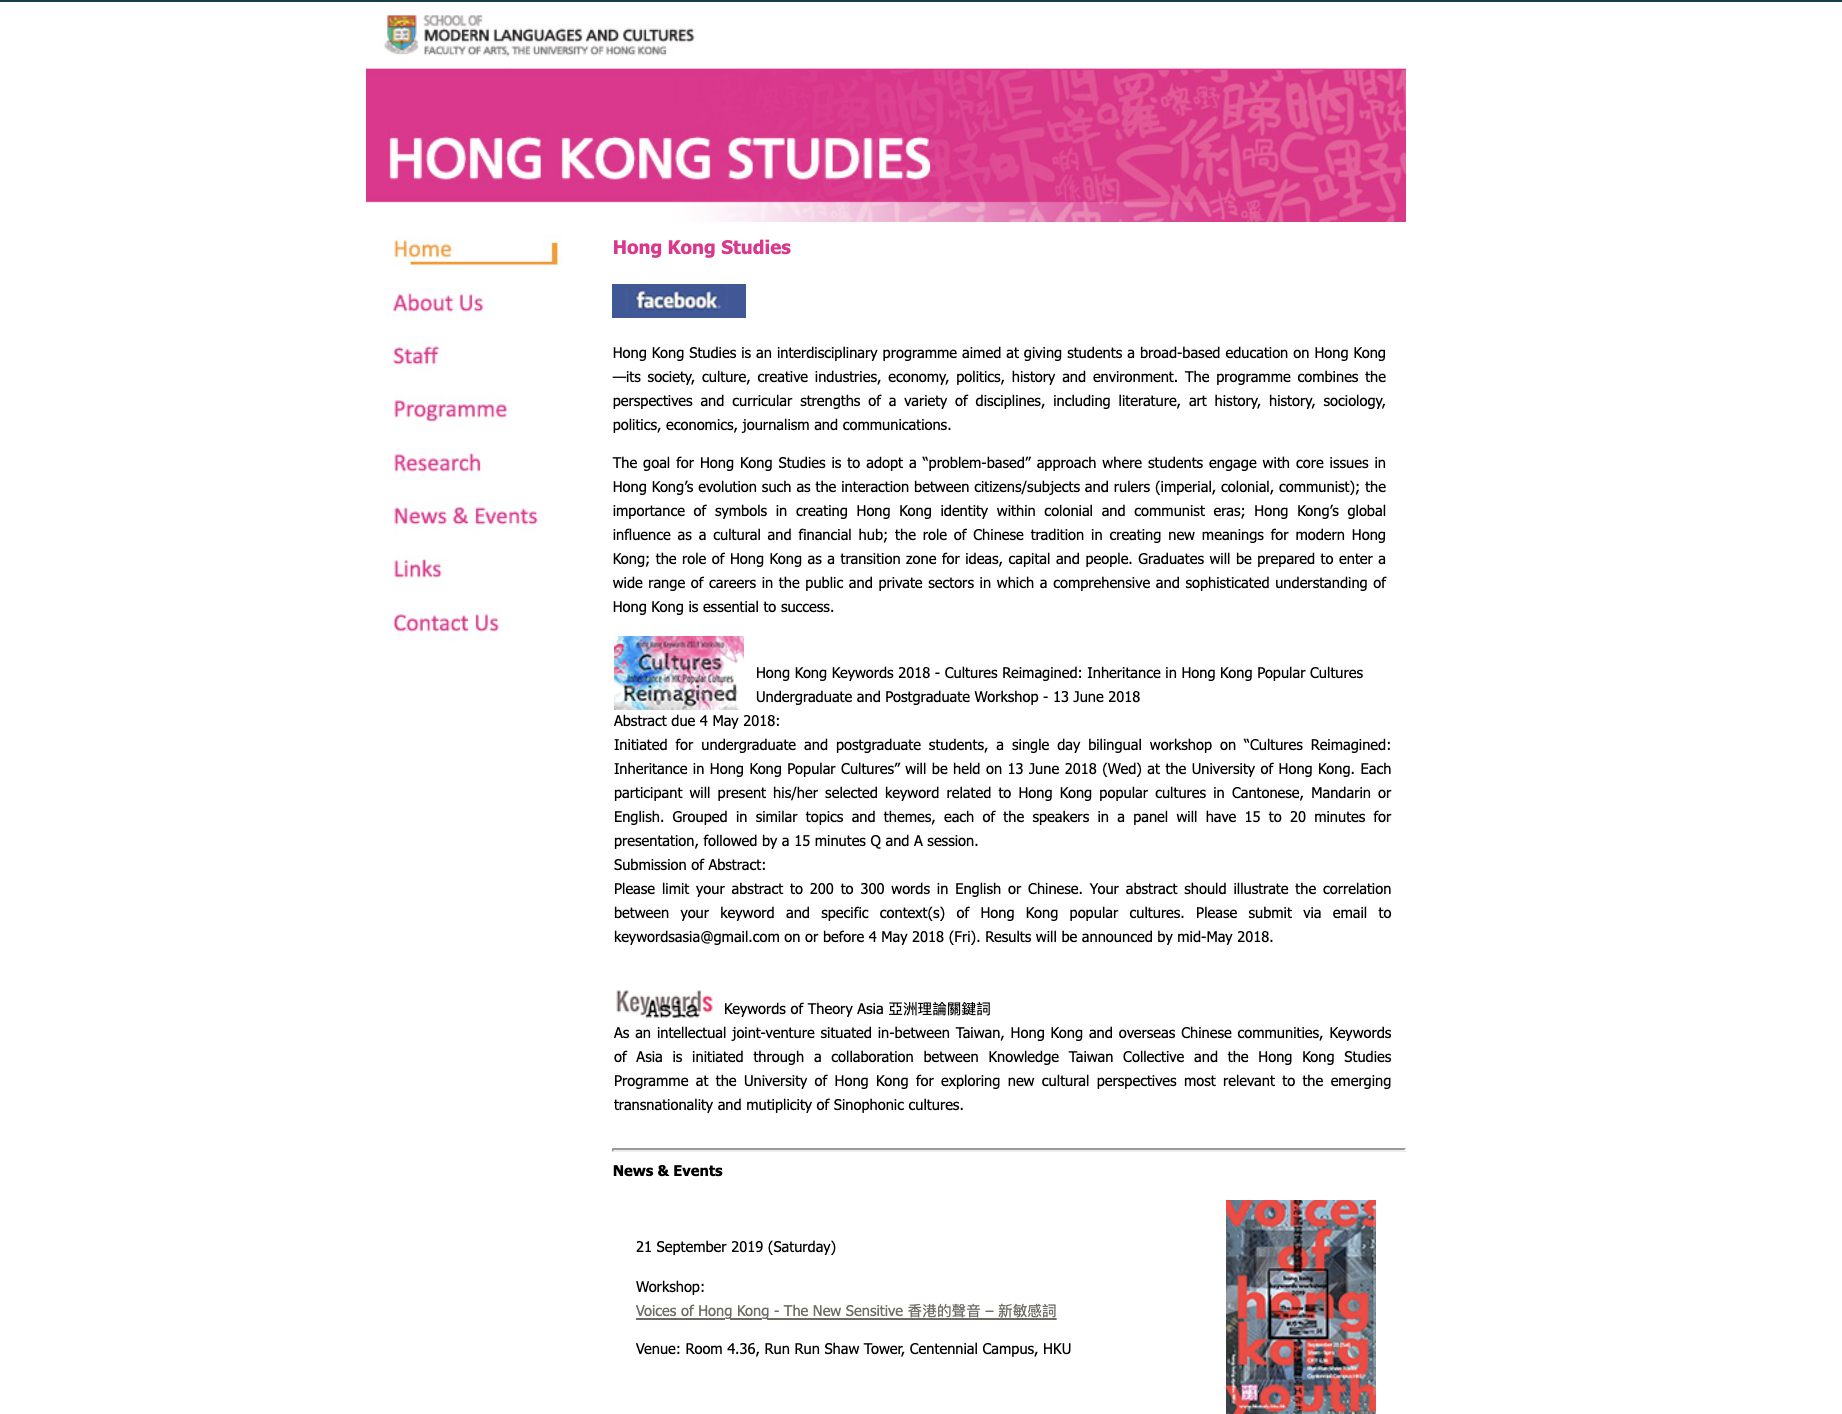 SCHOOL OF
MODERN LANGUAGES AND CULTURES
FACULTY OF ARTS, THE UNIVERSITY OF HONG KONG
HONG KONG STUDIES
Home
About Us
Staff
Programme
Research
News & Events
Links
Contact Us
Hong Kong Studies
facebook
Hong Kong Studies is an interdisciplinary programme aimed at giving students a broad-based education on Hong Kong
—its society, culture, creative industries, economy, politics, history and environment. The programme combines the
perspectives and curricular strengths of a variety of disciplines, including literature, art history, history, sociology,
politics, economics, journalism and communications.
The goal for Hong Kong Studies is to adopt a “problem-based” approach where students engage with core issues in
Hong Kong’s evolution such as the interaction between citizens/subjects and rulers (imperial, colonial, communist); the
importance of symbols in creating Hong Kong identity within colonial and communist eras; Hong Kong’s global
influence as a cultural and financial hub; the role of Chinese tradition in creating new meanings for modern Hong
Kong; the role of Hong Kong as a transition zone for ideas, capital and people. Graduates will be prepared to enter a
wide range of careers in the public and private sectors in which a comprehensive and sophisticated understanding of
Hong Kong is essential to success.
Hong Kong Keywords 2018 Workshop
Cultures
Inheritance in HK Popular Cultures
Reimagined
Hong Kong Keywords 2018 - Cultures Reimagined: Inheritance in Hong Kong Popular Cultures
Undergraduate and Postgraduate Workshop - 13 June 2018
Abstract due 4 May 2018:
Initiated for undergraduate and postgraduate students, a single day bilingual workshop on “Cultures Reimagined:
Inheritance in Hong Kong Popular Cultures” will be held on 13 June 2018 (Wed) at the University of Hong Kong. Each
participant will present his/her selected keyword related to Hong Kong popular cultures in Cantonese, Mandarin or
English. Grouped in similar topics and themes, each of the speakers in a panel will have 15 to 20 minutes for
presentation, followed by a 15 minutes Q and A session.
Submission of Abstract:
Please limit your abstract to 200 to 300 words in English or Chinese. Your abstract should illustrate the correlation
between your keyword and specific context(s) of Hong Kong popular cultures. Please submit via email to
keywordsasia@gmail.com on or before 4 May 2018 (Fri). Results will be announced by mid-May 2018.
Keywords
Asia
Keywords of Theory Asia 亞洲理論關鍵詞
As an intellectual joint-venture situated in-between Taiwan, Hong Kong and overseas Chinese communities, Keywords
of Asia is initiated through a collaboration between Knowledge Taiwan Collective and the Hong Kong Studies
Programme at the University of Hong Kong for exploring new cultural perspectives most relevant to the emerging
transnationality and mutiplicity of Sinophonic cultures.
News & Events
21 September 2019 (Saturday)
Workshop:
Voices of Hong Kong - The New Sensitive 香港的聲音 – 新敏感詞
Venue: Room 4.36, Run Run Shaw Tower, Centennial Campus, HKU
voices
of
hong
kong
youth
hong kong
keywords workshop
2019